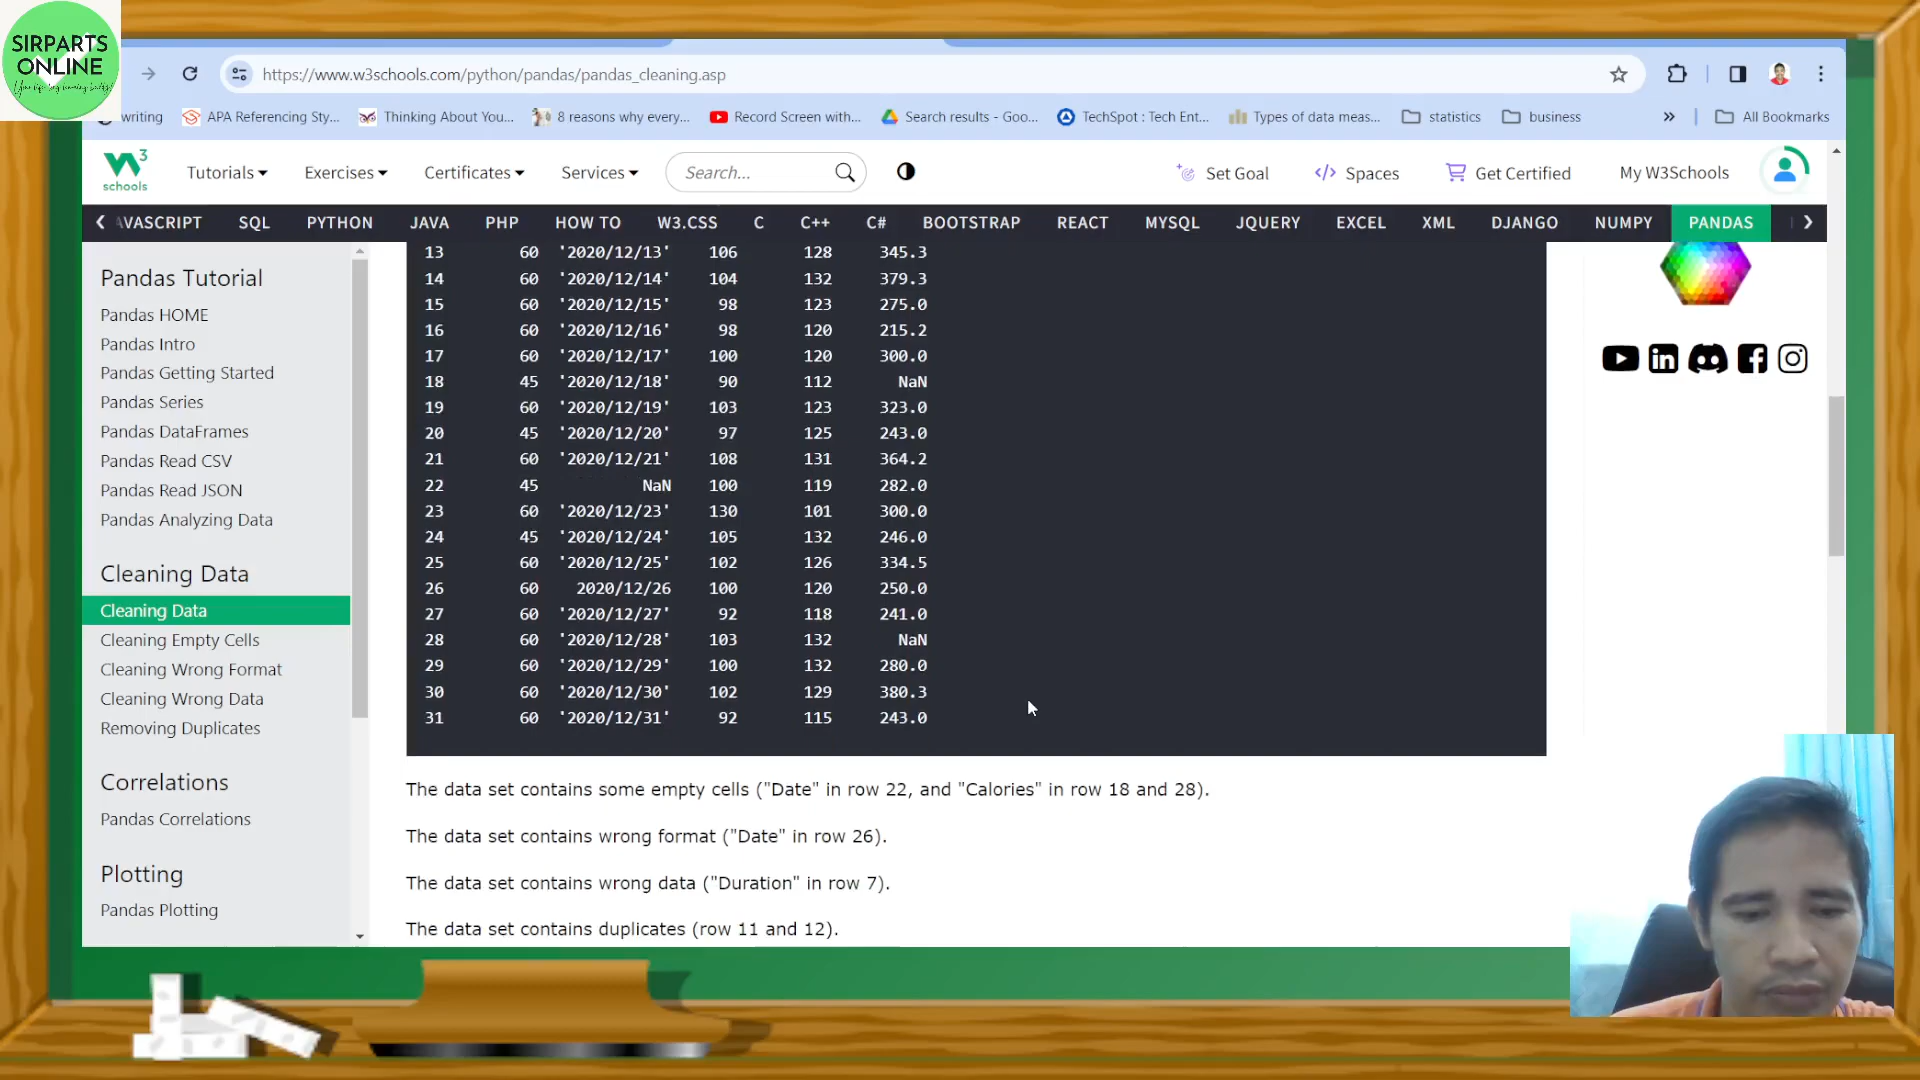 SIRPARTS
ONLINE
https://www.w3schools.com/python/pandas/pandas_cleaning.asp
writing APA Referencing Sty... Thinking About You... 8 reasons why every... Record Screen with... Search results - Goo... TechSpot : Tech Ent... Types of data meas... statistics business » All Bookmarks
W3 schools Tutorials Exercises Certificates Services Search... Set Goal Spaces Get Certified My W3Schools
AVASCRIPT SQL PYTHON JAVA PHP HOW TO W3.CSS C C++ C# BOOTSTRAP REACT MYSQL JQUERY EXCEL XML DJANGO NUMPY PANDAS
Pandas Tutorial
Pandas HOME
Pandas Intro
Pandas Getting Started
Pandas Series
Pandas DataFrames
Pandas Read CSV
Pandas Read JSON
Pandas Analyzing Data
Cleaning Data
Cleaning Data
Cleaning Empty Cells
Cleaning Wrong Format
Cleaning Wrong Data
Removing Duplicates
Correlations
Pandas Correlations
Plotting
Pandas Plotting
13 60 '2020/12/13' 106 128 345.3
14 60 '2020/12/14' 104 132 379.3
15 60 '2020/12/15' 98 123 275.0
16 60 '2020/12/16' 98 120 215.2
17 60 '2020/12/17' 100 120 300.0
18 45 '2020/12/18' 90 112 NaN
19 60 '2020/12/19' 103 123 323.0
20 45 '2020/12/20' 97 125 243.0
21 60 '2020/12/21' 108 131 364.2
22 45 NaN 100 119 282.0
23 60 '2020/12/23' 130 101 300.0
24 45 '2020/12/24' 105 132 246.0
25 60 '2020/12/25' 102 126 334.5
26 60 2020/12/26 100 120 250.0
27 60 '2020/12/27' 92 118 241.0
28 60 '2020/12/28' 103 132 NaN
29 60 '2020/12/29' 100 132 280.0
30 60 '2020/12/30' 102 129 380.3
31 60 '2020/12/31' 92 115 243.0
The data set contains some empty cells ("Date" in row 22, and "Calories" in row 18 and 28).
The data set contains wrong format ("Date" in row 26).
The data set contains wrong data ("Duration" in row 7).
The data set contains duplicates (row 11 and 12).